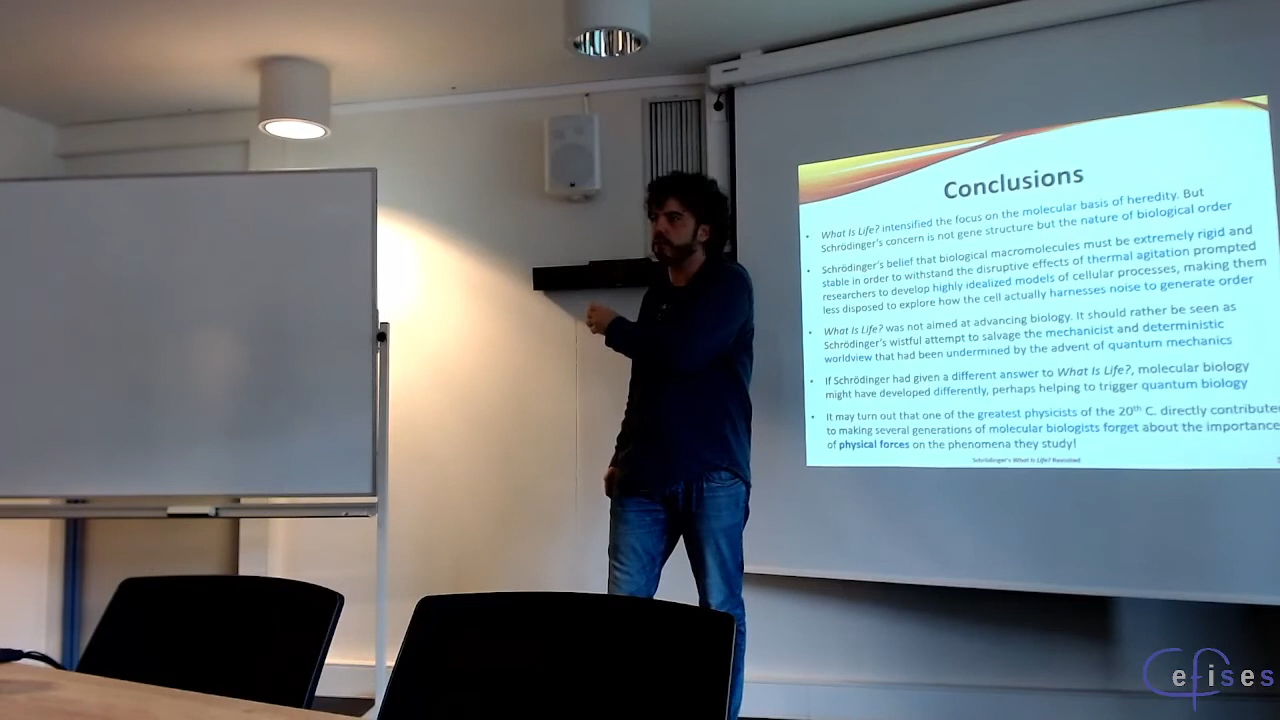 Conclusions
• What Is Life? intensified the focus on the molecular basis of heredity. But
Schrödinger's concern is not gene structure but the nature of biological order
• Schrödinger's belief that biological macromolecules must be extremely rigid and
stable in order to withstand the disruptive effects of thermal agitation prompted
researchers to develop highly idealized models of cellular processes, making them
less disposed to explore how the cell actually harnesses noise to generate order
• What Is Life? was not aimed at advancing biology. It should rather be seen as
Schrödinger's wistful attempt to salvage the mechanicist and deterministic
worldview that had been undermined by the advent of quantum mechanics
• If Schrödinger had given a different answer to What Is Life?, molecular biology
might have developed differently, perhaps helping to trigger quantum biology
• It may turn out that one of the greatest physicists of the 20th C. directly contribute
to making several generations of molecular biologists forget about the importance
of physical forces on the phenomena they study!
Schrödinger's What Is Life? Revisited
Cefises